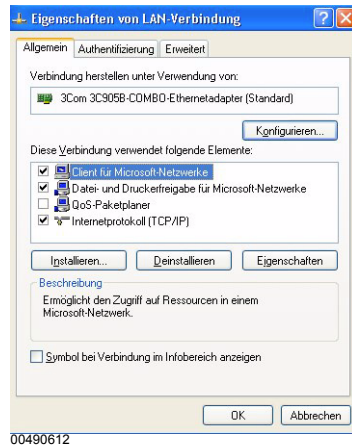 Eigenschaften von LAN-Verbindung
Allgemein Authentifizierung Erweitert
Verbindung herstellen unter Verwendung von:
3Com 3C905B-COMBO-Ethernetadapter (Standard)
Konfigurieren...
Diese Verbindung verwendet folgende Elemente:
Client für Microsoft-Netzwerke
Datei- und Druckerfreigabe für Microsoft-Netzwerke
QoS-Paketplaner
Internetprotokoll (TCP/IP)
Installieren... Deinstallieren Eigenschaften
Beschreibung
Ermöglicht den Zugriff auf Ressourcen in einem
Microsoft-Netzwerk.
Symbol bei Verbindung im Infobereich anzeigen
OK Abbrechen
00490612